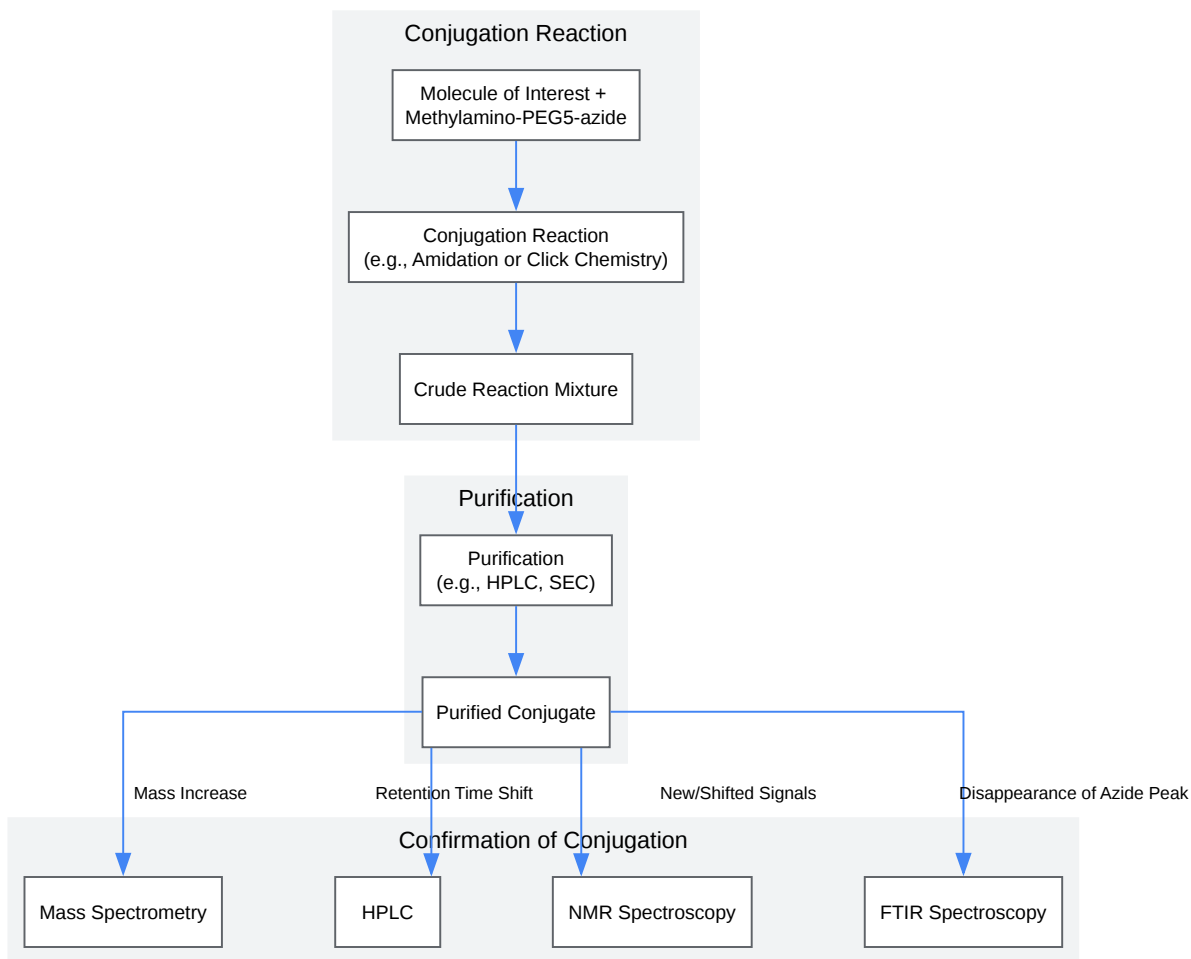 Conjugation Reaction
Molecule of Interest +
Methylamino-PEG5-azide
Conjugation Reaction
(e.g., Amidation or Click Chemistry)
Crude Reaction Mixture
Purification
Purification
(e.g., HPLC, SEC)
Purified Conjugate
Mass Increase
Retention Time Shift
New/Shifted Signals
Disappearance of Azide Peak
Confirmation of Conjugation
Mass Spectrometry
HPLC
NMR Spectroscopy
FTIR Spectroscopy